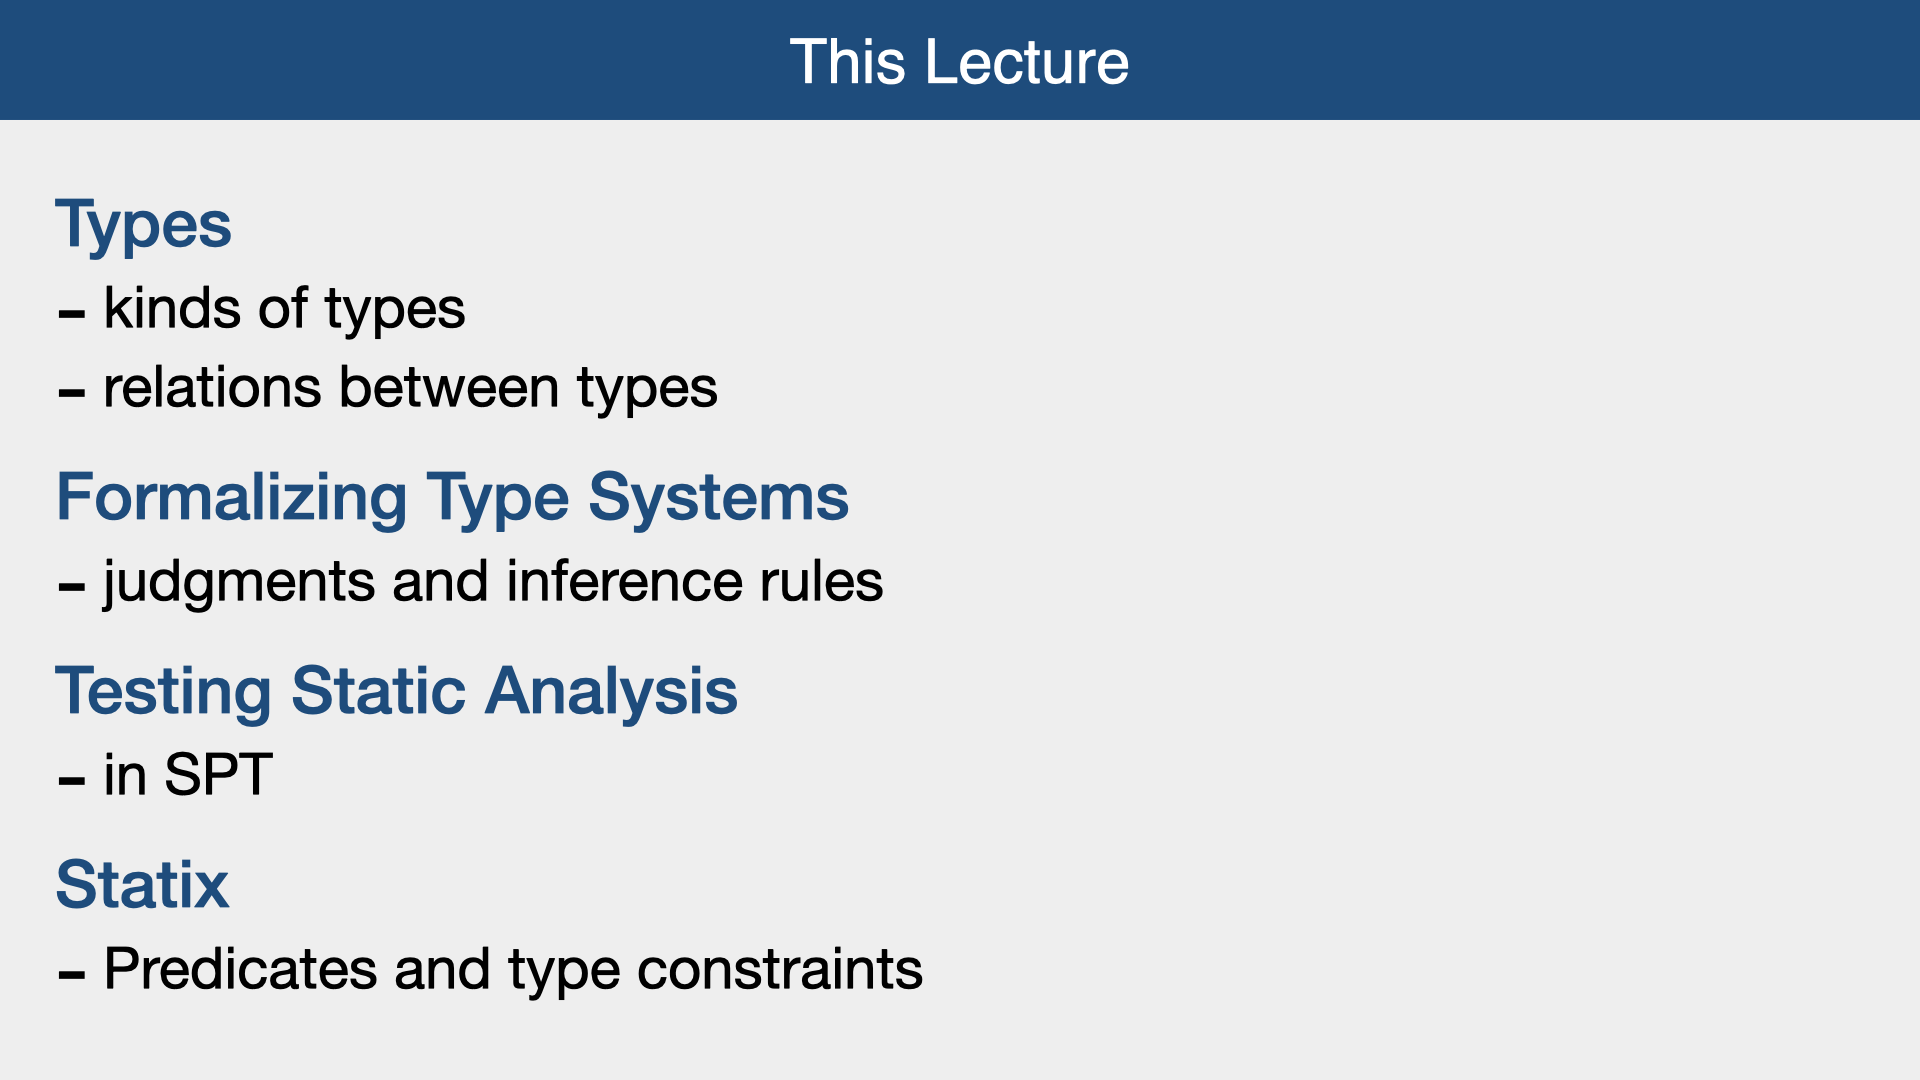 This Lecture
Types
- kinds of types
- relations between types
Formalizing Type Systems
- judgments and inference rules
Testing Static Analysis
- in SPT
Statix
- Predicates and type constraints